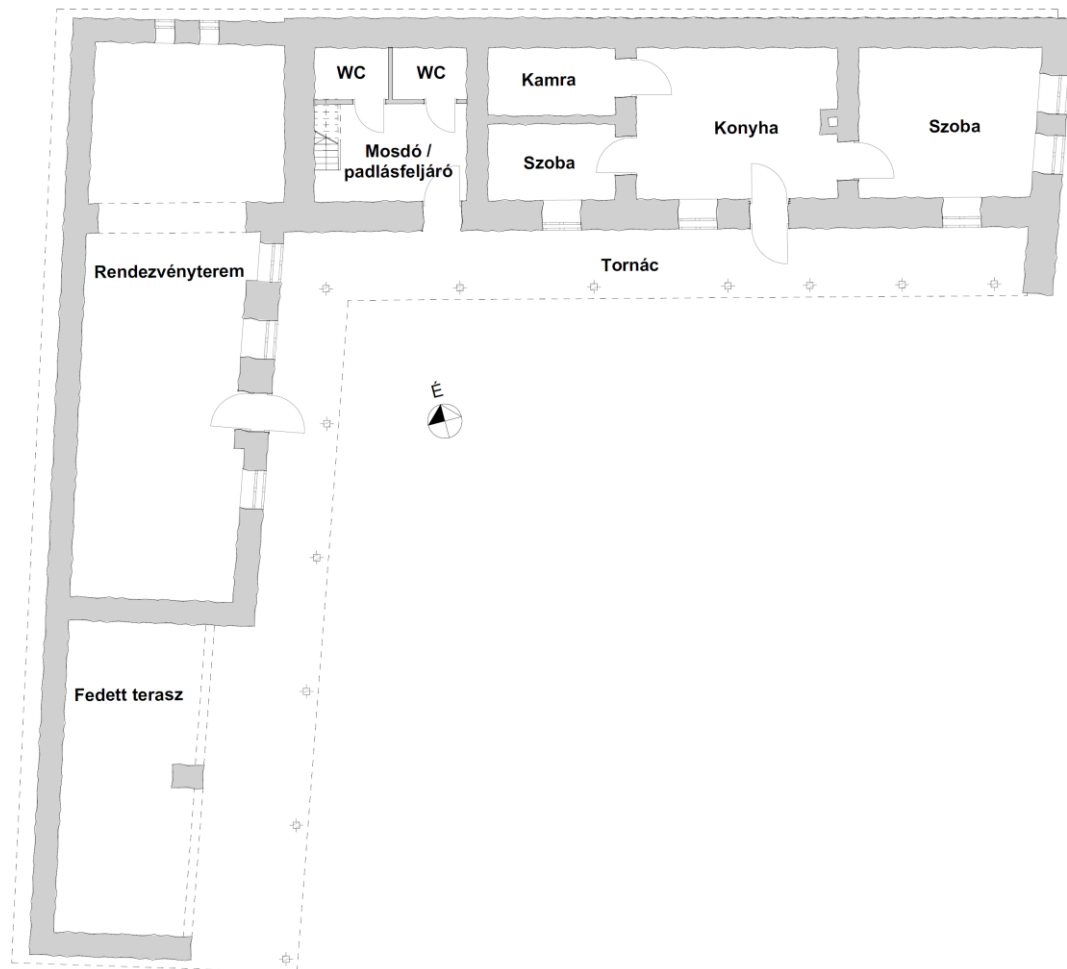 WC
WC
Kamra
Konyha
Szoba
Mosdó /
padlásfeljáró
Szoba
Rendezvényterem
Tornác
É
Fedett terasz